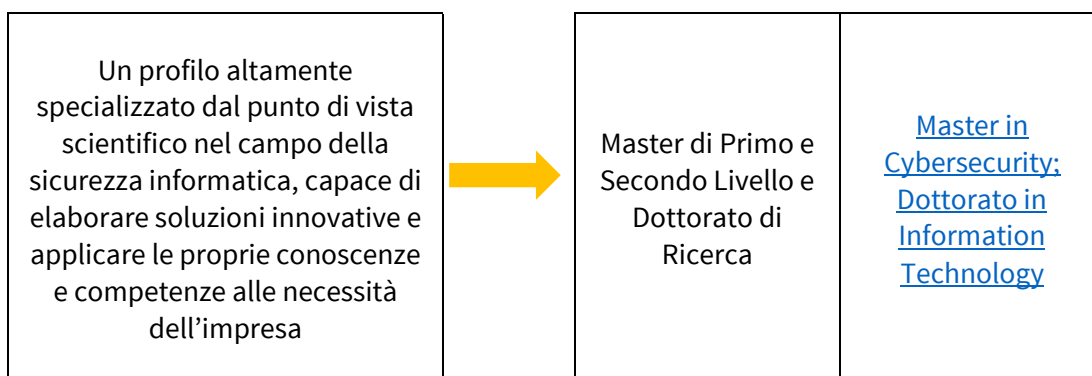 Un profilo altamente
specializzato dal punto di vista
scientifico nel campo della
sicurezza informatica, capace di
elaborare soluzioni innovative e
applicare le proprie conoscenze
e competenze alle necessità
dell’impresa
Master di Primo e
Secondo Livello e
Dottorato di
Ricerca
Master in
Cybersecurity;
Dottorato in
Information
Technology